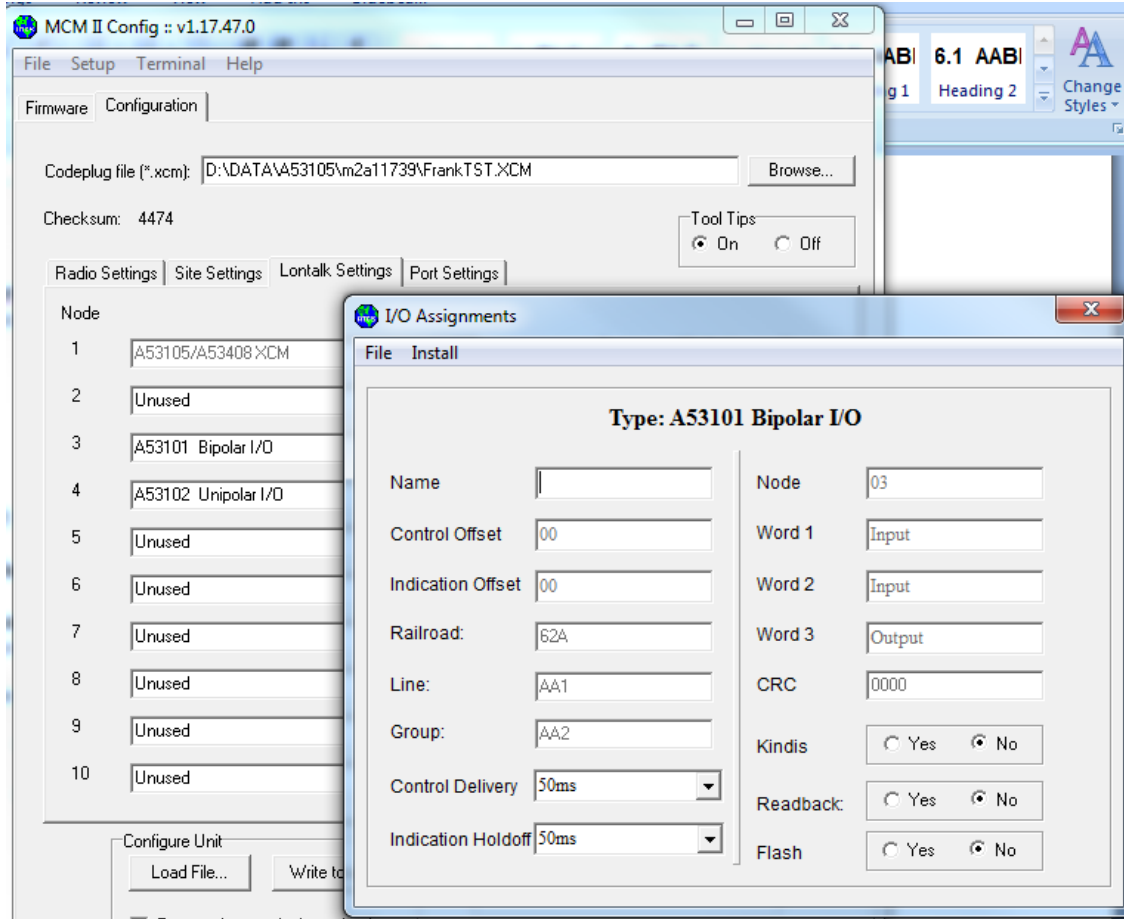 MCM II Config :: v1.17.47.0
File Setup Terminal Help
Firmware Configuration
Codeplug file (*.xcm): D:\DATA\A53105\m2a11739\FrankTST.XCM Browse...
Checksum: 4474
Tool Tips
On Off
Radio Settings Site Settings Lontalk Settings Port Settings
Node
1 A53105/A53408 XCM
2 Unused
3 A53101 Bipolar I/O
4 A53102 Unipolar I/O
5 Unused
6 Unused
7 Unused
8 Unused
9 Unused
10 Unused
Configure Unit
Load File... Write to
I/O Assignments
File Install
Type: A53101 Bipolar I/O
Name
Control Offset 00
Indication Offset 00
Railroad: 62A
Line: AA1
Group: AA2
Control Delivery 50ms
Indication Holdoff 50ms
Node 03
Word 1 Input
Word 2 Input
Word 3 Output
CRC 0000
Kindis Yes No
Readback: Yes No
Flash Yes No
ABI 6.1 AABI
g 1 Heading 2
Change
Styles